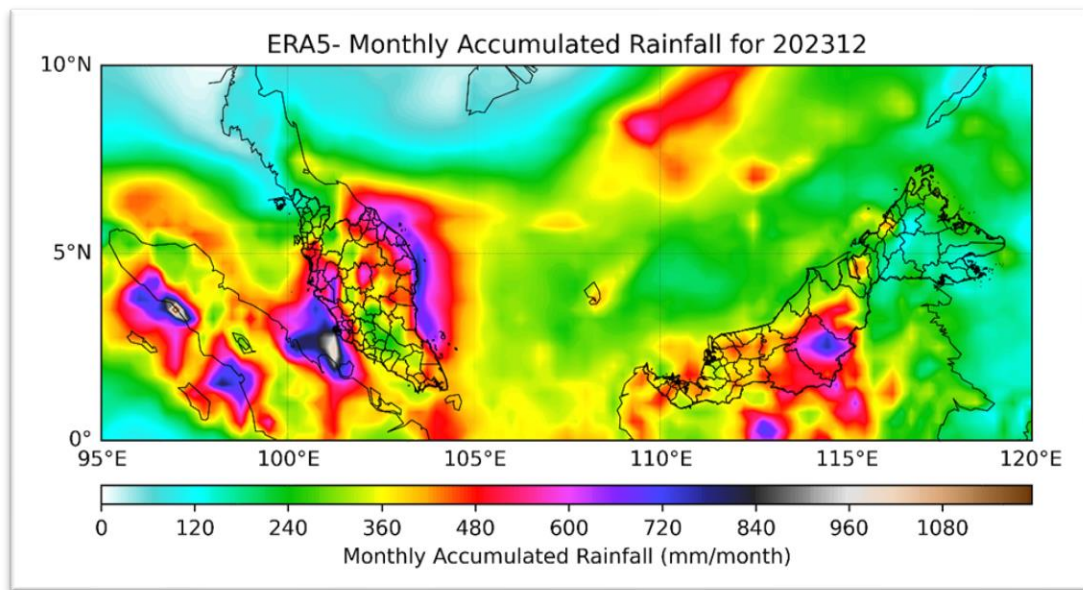 ERA5- Monthly Accumulated Rainfall for 202312
10°N
5°N
0°
95°E 100°E 105°E 110°E 115°E 120°E
0 120 240 360 480 600 720 840 960 1080
Monthly Accumulated Rainfall (mm/month)